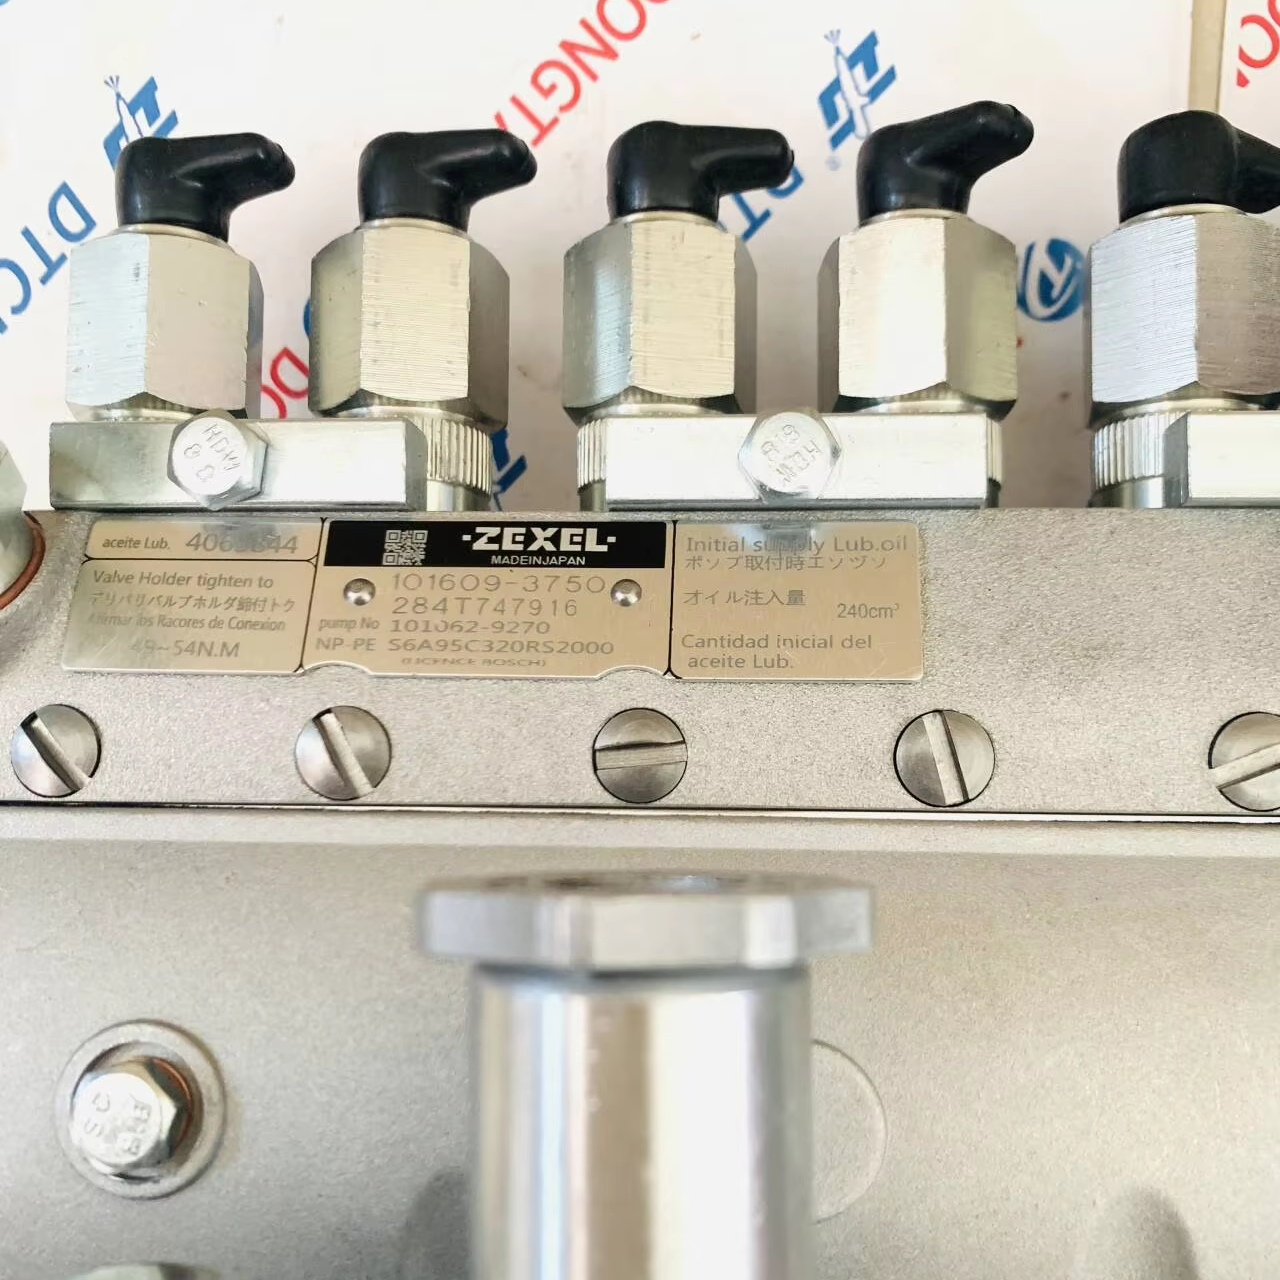 DONGTA
DTC
aceite Lub.
Valve Holder tighten to
デリバリバルブホルダ締付トク
Afirmar los Racores de Conexion
49~54N.M
·ZEXEL·
MADEINJAPAN
101609-3750
284T747916
pump No 101062-9270
NP-PE S6A95C320RS2000
(LICENCE BOSCH)
Initial supply Lub.oil
ポンプ取付時エンヅン
オイル注入量
240cm³
Cantidad inicial del
aceite Lub.